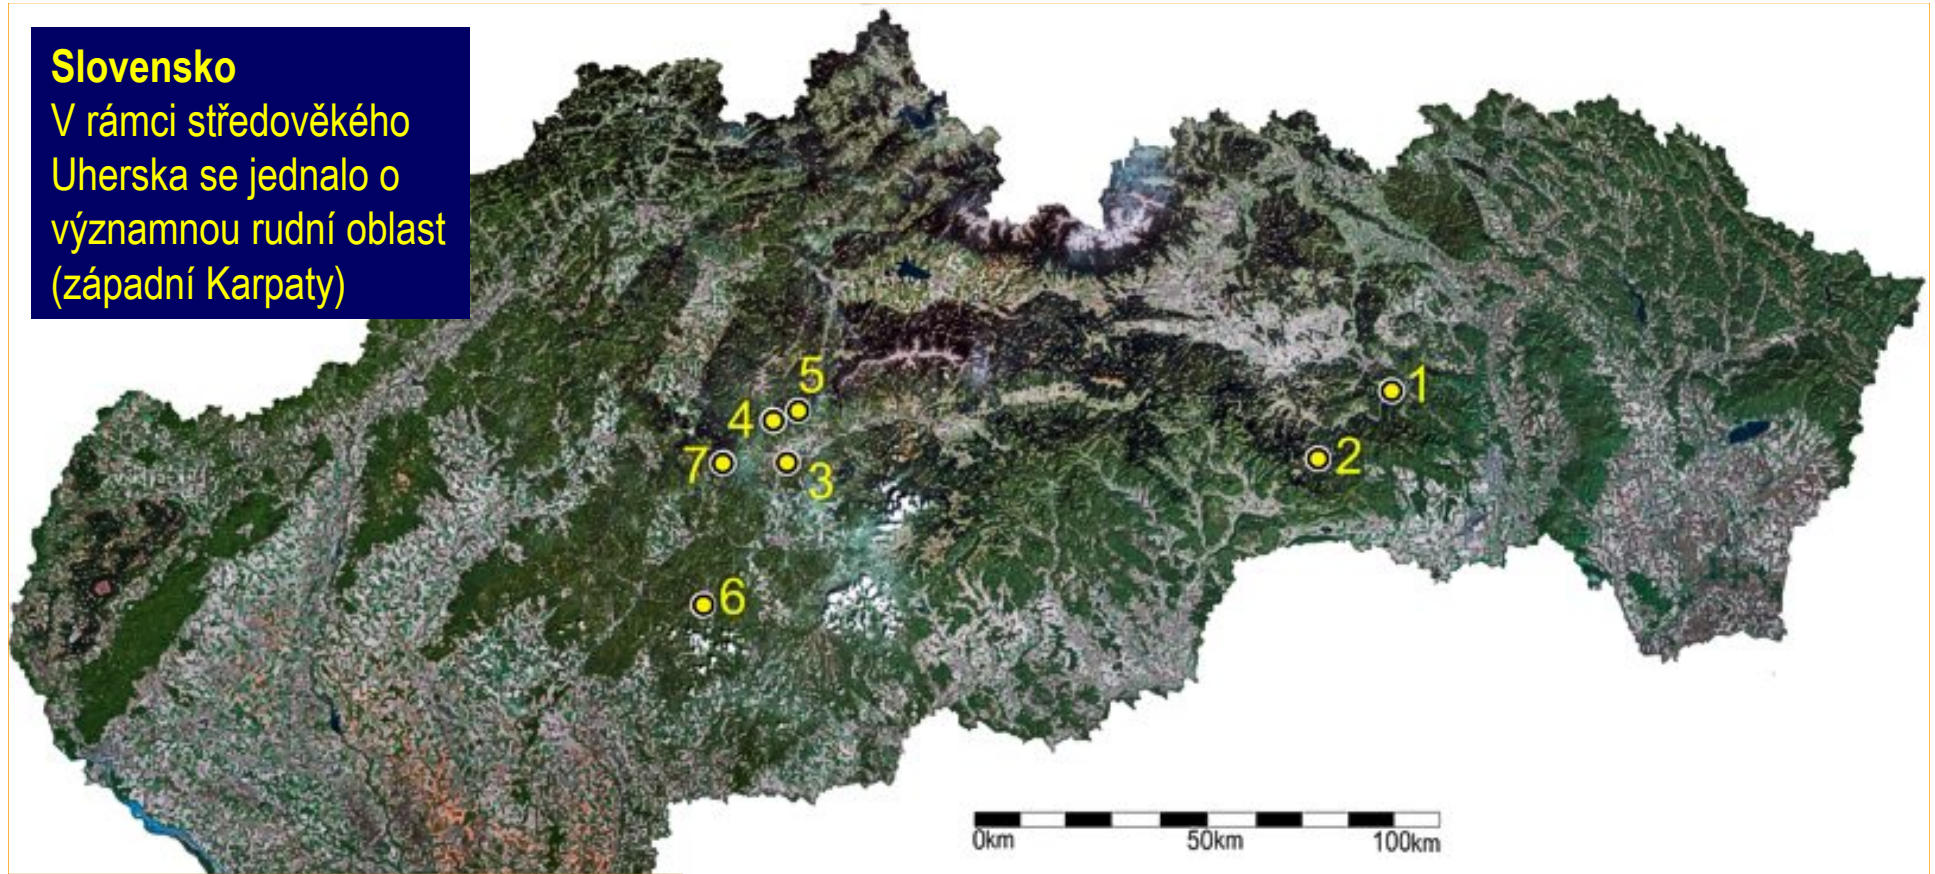 Slovensko
V rámci středověkého
Uherska se jednalo o
významnou rudní oblast
(západní Karpaty)
5
4
1
7
3
2
6
0km 50km 100km